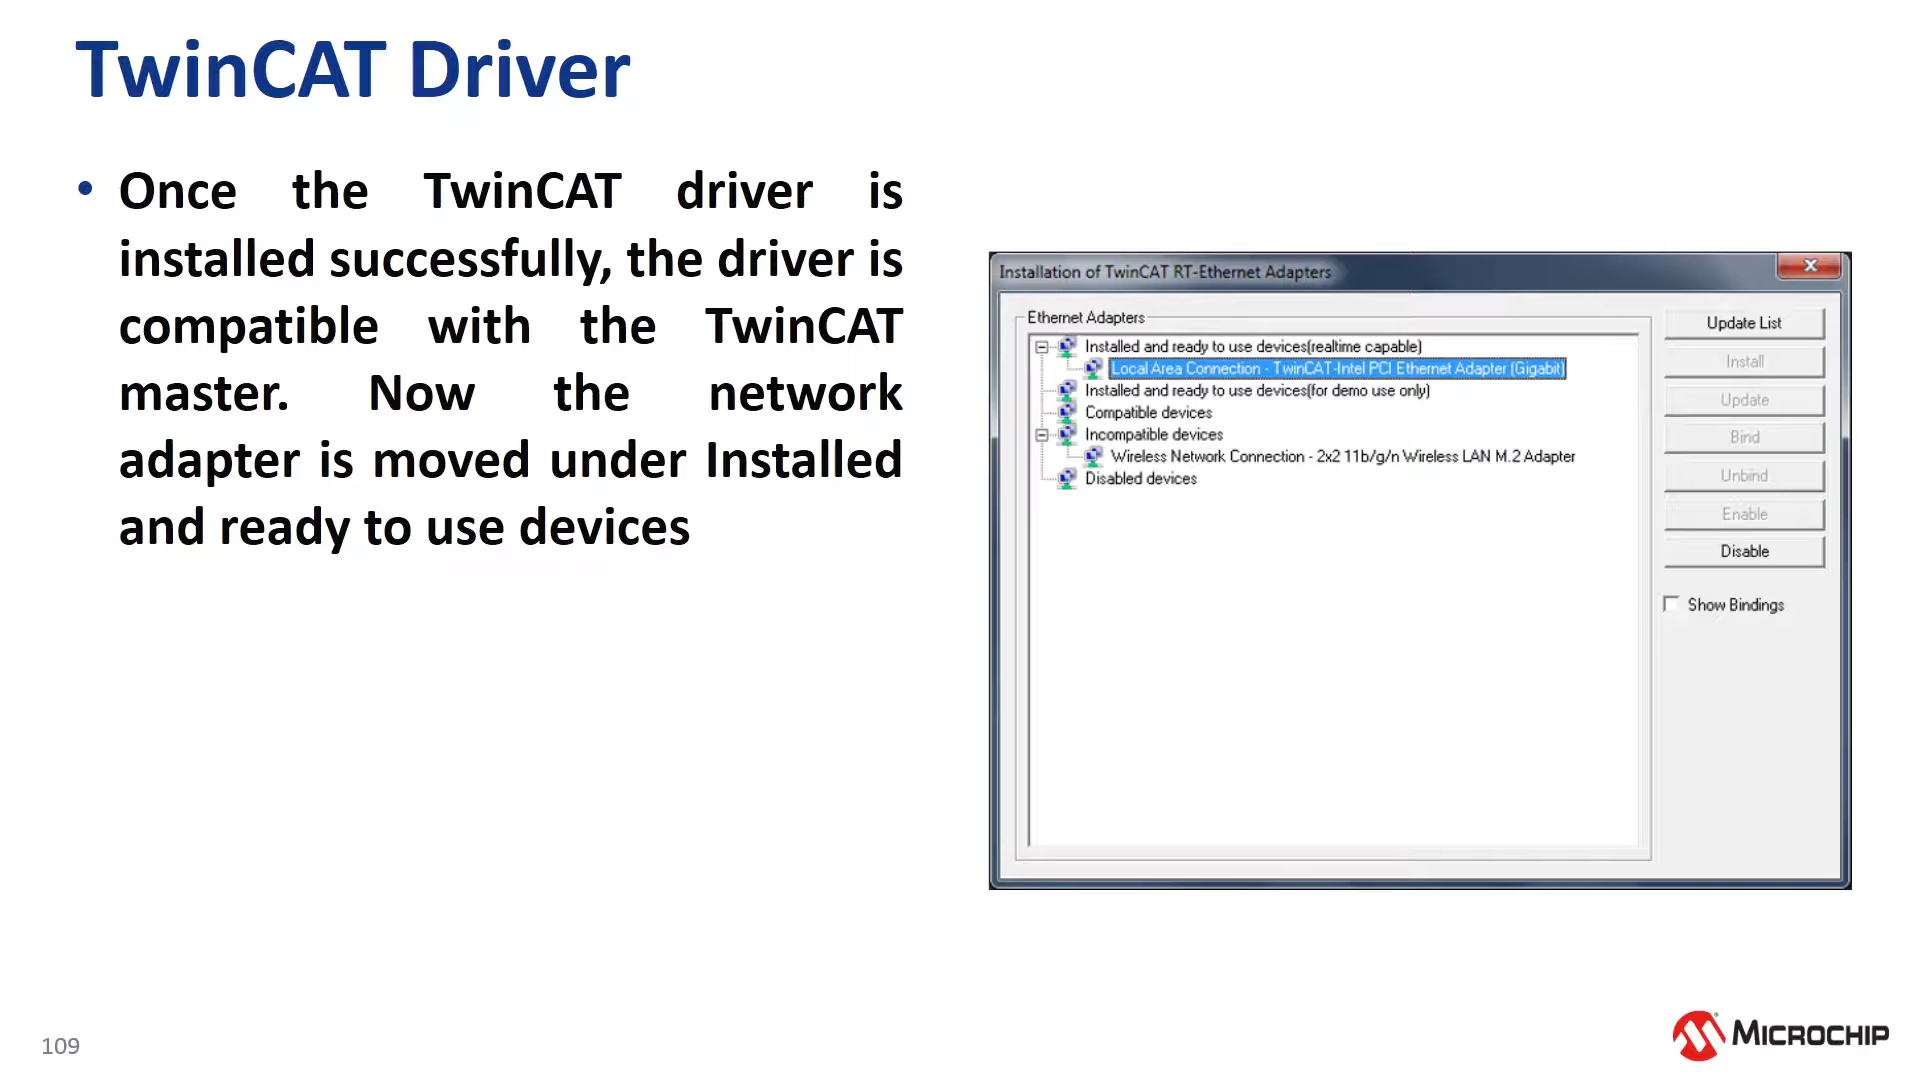 TwinCAT Driver
• Once the TwinCAT driver is
installed successfully, the driver is
compatible with the TwinCAT
master. Now the network
adapter is moved under Installed
and ready to use devices
Installation of TwinCAT RT-Ethernet Adapters
Ethernet Adapters
Installed and ready to use devices(realtime capable)
Local Area Connection - TwinCAT-Intel PCI Ethernet Adapter (Gigabit)
Installed and ready to use devices(for demo use only)
Compatible devices
Incompatible devices
Wireless Network Connection - 2x2 11b/g/n Wireless LAN M.2 Adapter
Disabled devices
Update List
Install
Update
Bind
Unbind
Enable
Disable
Show Bindings
109
MICROCHIP